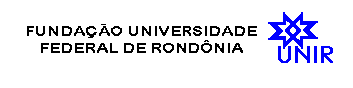 FUNDAÇÃO UNIVERSIDADE
FEDERAL DE RONDÔNIA
UNIR